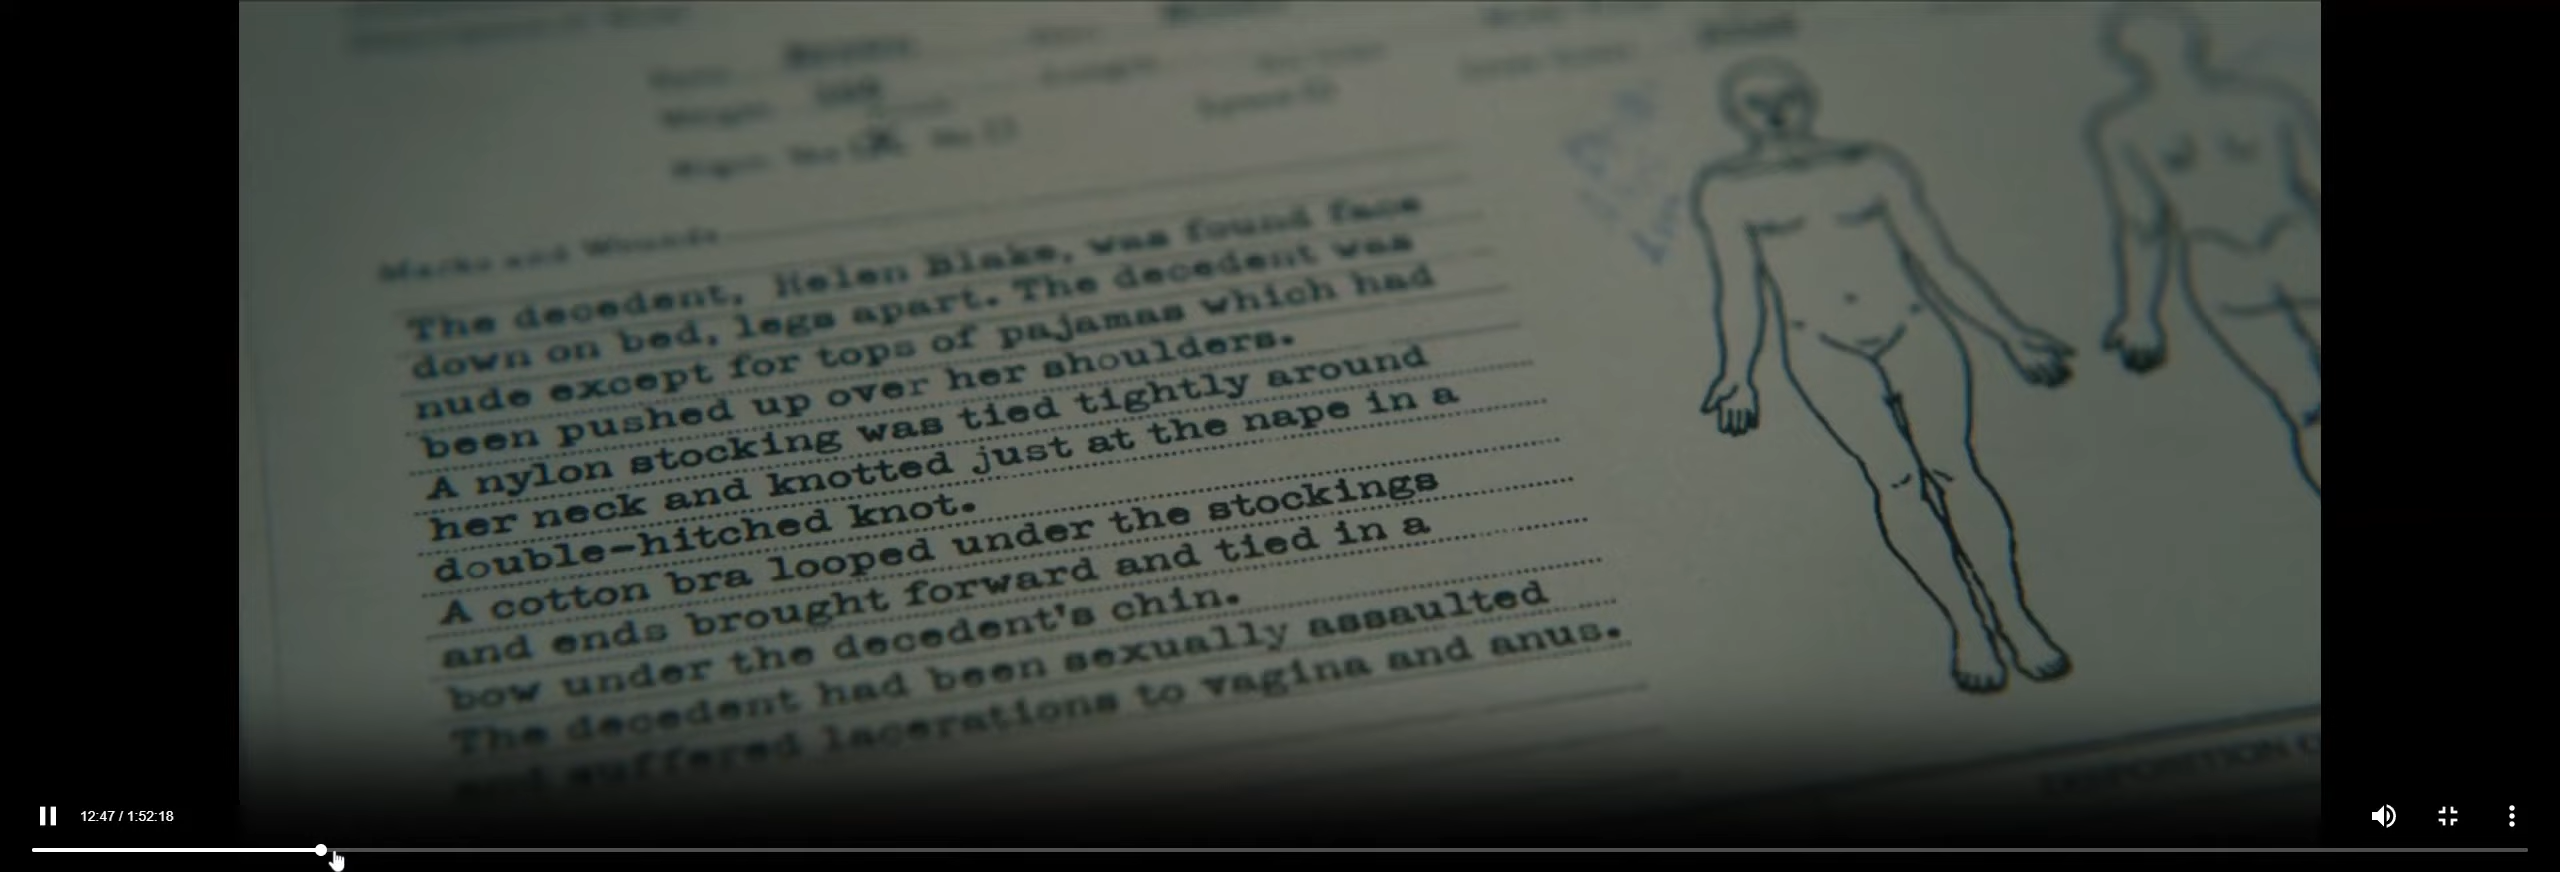 Marks and Wounds
The decedent, Helen Blake, was found face
down on bed, legs apart. The decedent was
nude except for tops of pajamas which had
been pushed up over her shoulders.
A nylon stocking was tied tightly around
her neck and knotted just at the nape in a
double-hitched knot.
A cotton bra looped under the stockings
and ends brought forward and tied in a
bow under the decedent's chin.
The decedent had been sexually assaulted
and suffered lacerations to vagina and anus.
12:47 / 1:52:18